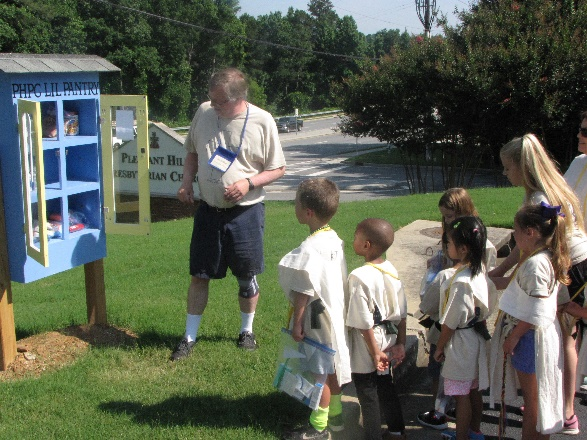 PHPC LIL PANTRY
PLEASANT HILL
PRESBYTERIAN CH